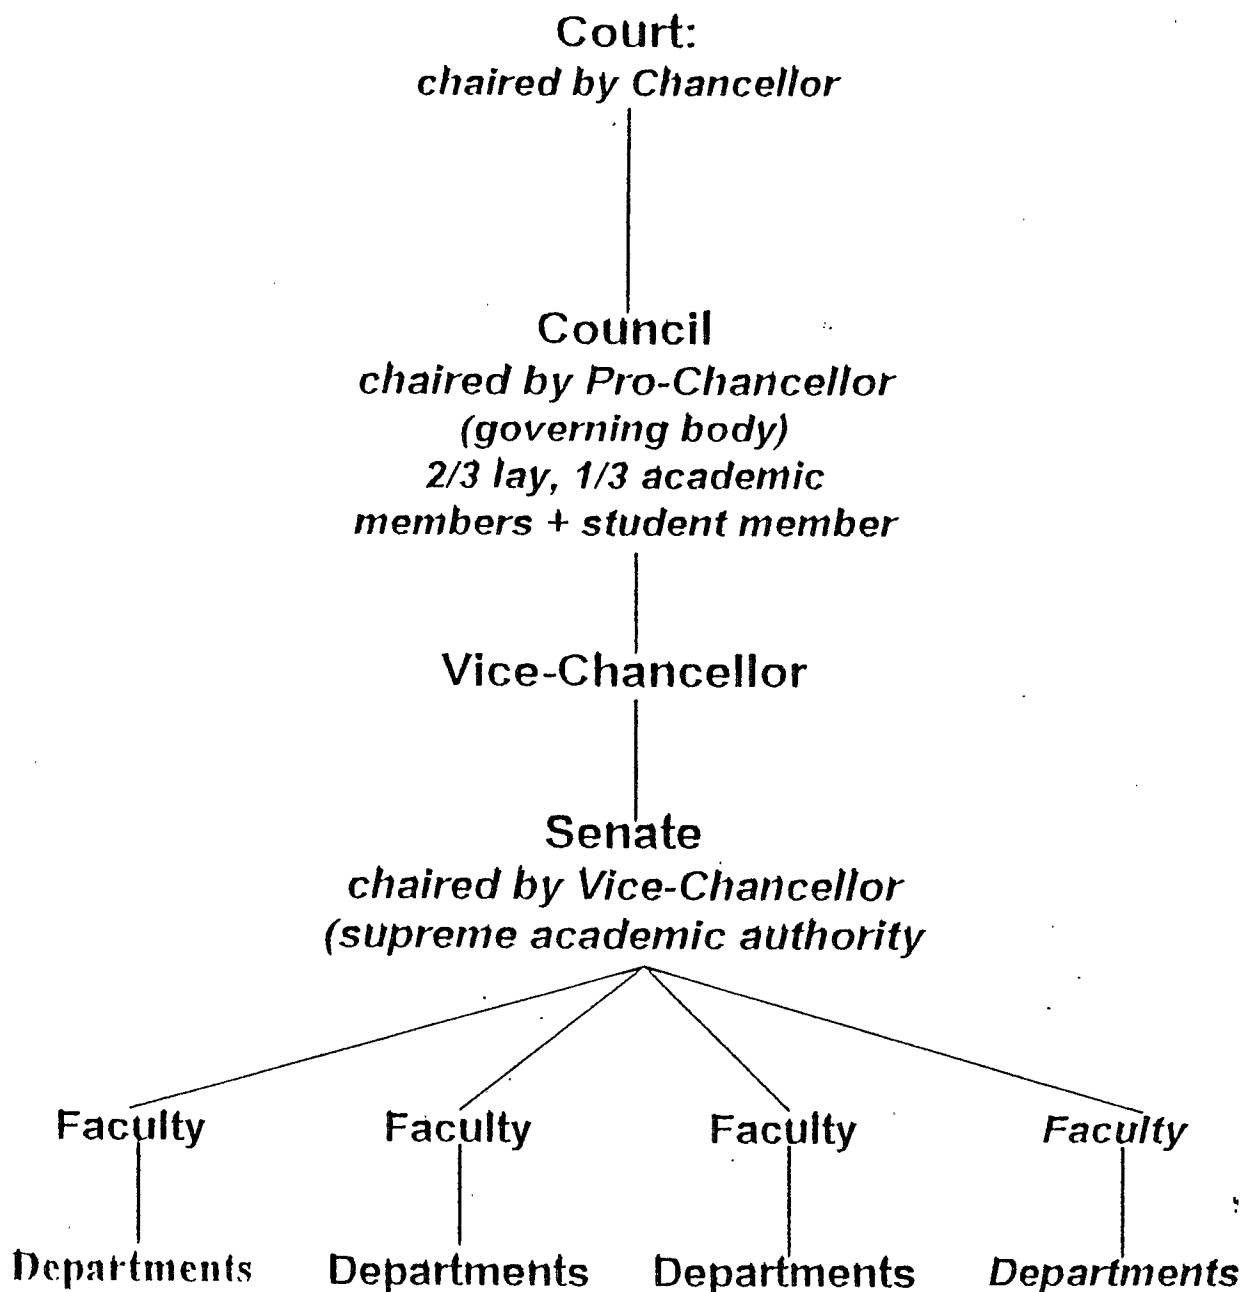 Court:
chaired by Chancellor
Council
chaired by Pro-Chancellor
(governing body)
2/3 lay, 1/3 academic
members + student member
Vice-Chancellor
Senate
chaired by Vice-Chancellor
(supreme academic authority
Faculty Faculty Faculty Faculty
Departments Departments Departments Departments